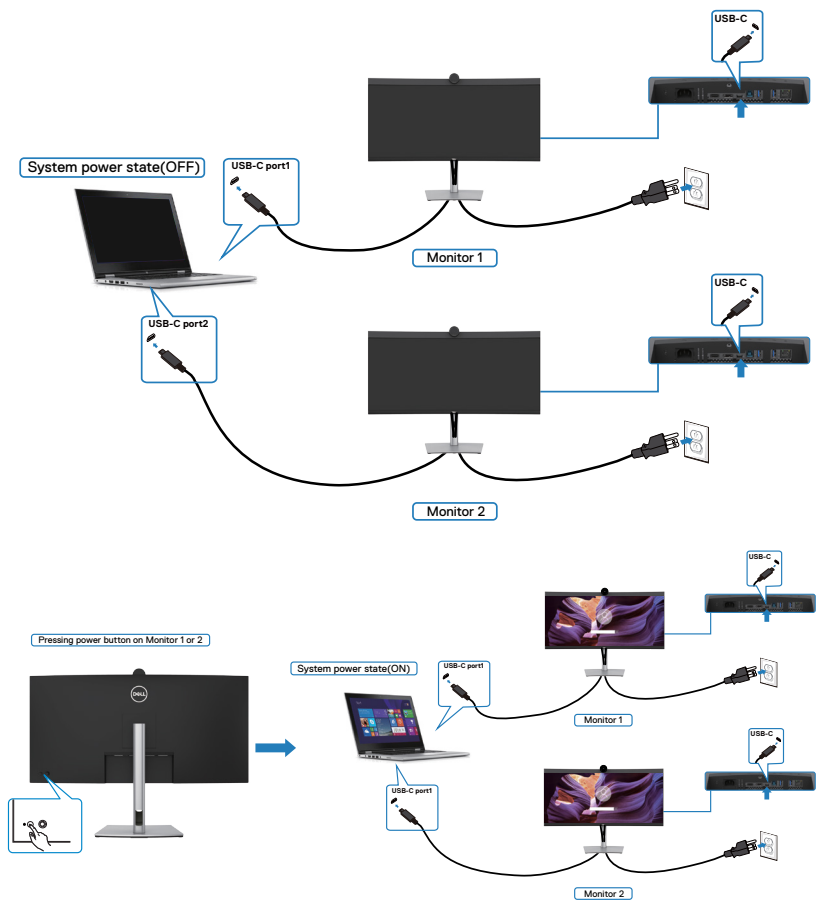 USB-C
System power state(OFF)
USB-C port1
Monitor 1
USB-C
USB-C port2
Monitor 2
USB-C
Pressing power button on Monitor 1 or 2
System power state(ON)
USB-C port1
DELL
Monitor 1
USB-C
USB-C port1
Monitor 2